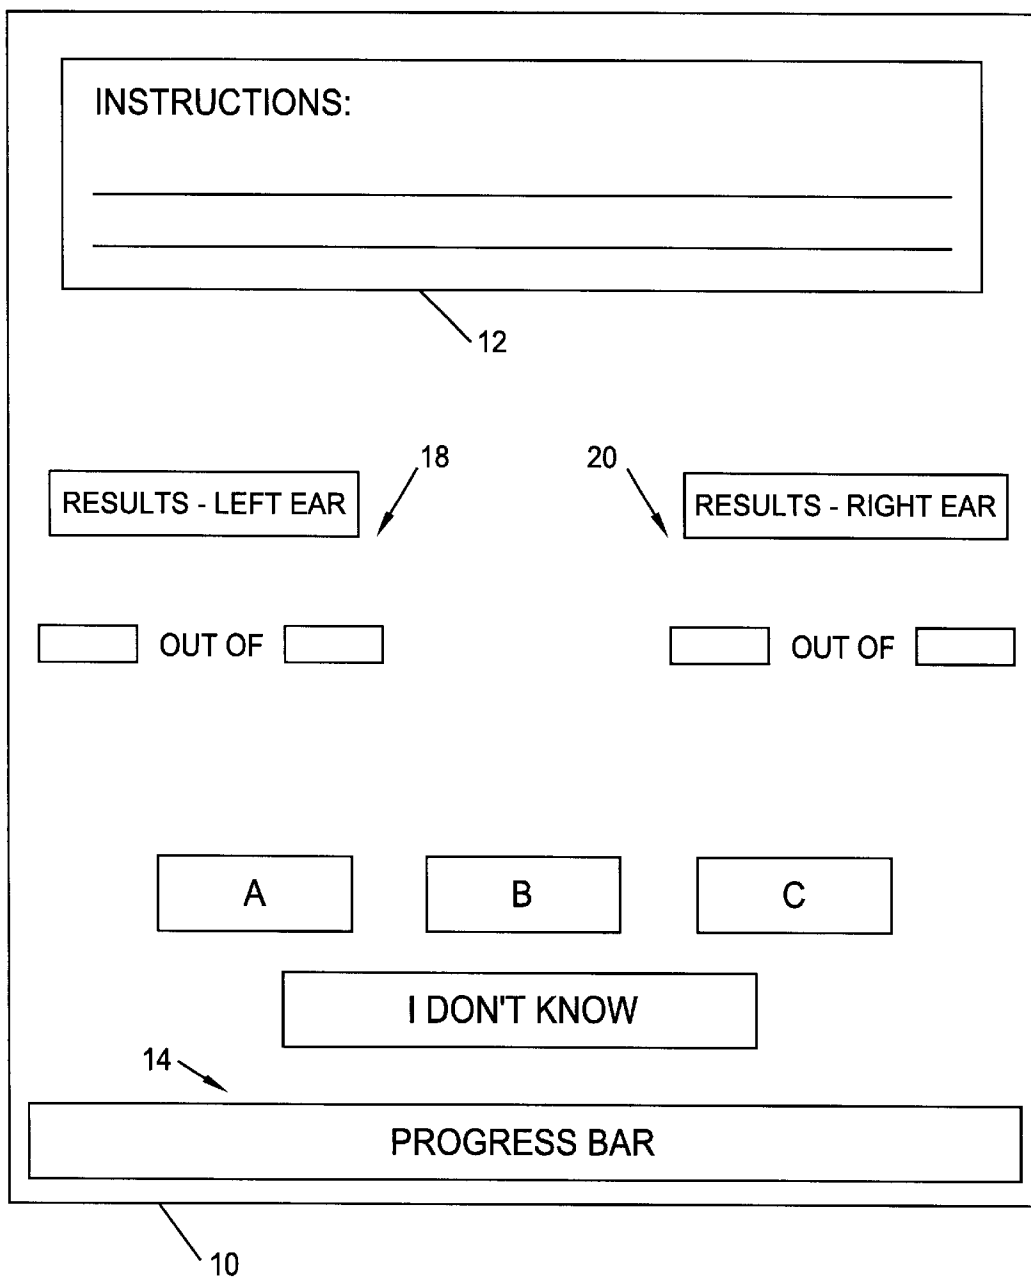 INSTRUCTIONS:
12
18
20
RESULTS - LEFT EAR
RESULTS - RIGHT EAR
OUT OF
OUT OF
A
B
C
I DON'T KNOW
14
PROGRESS BAR
10